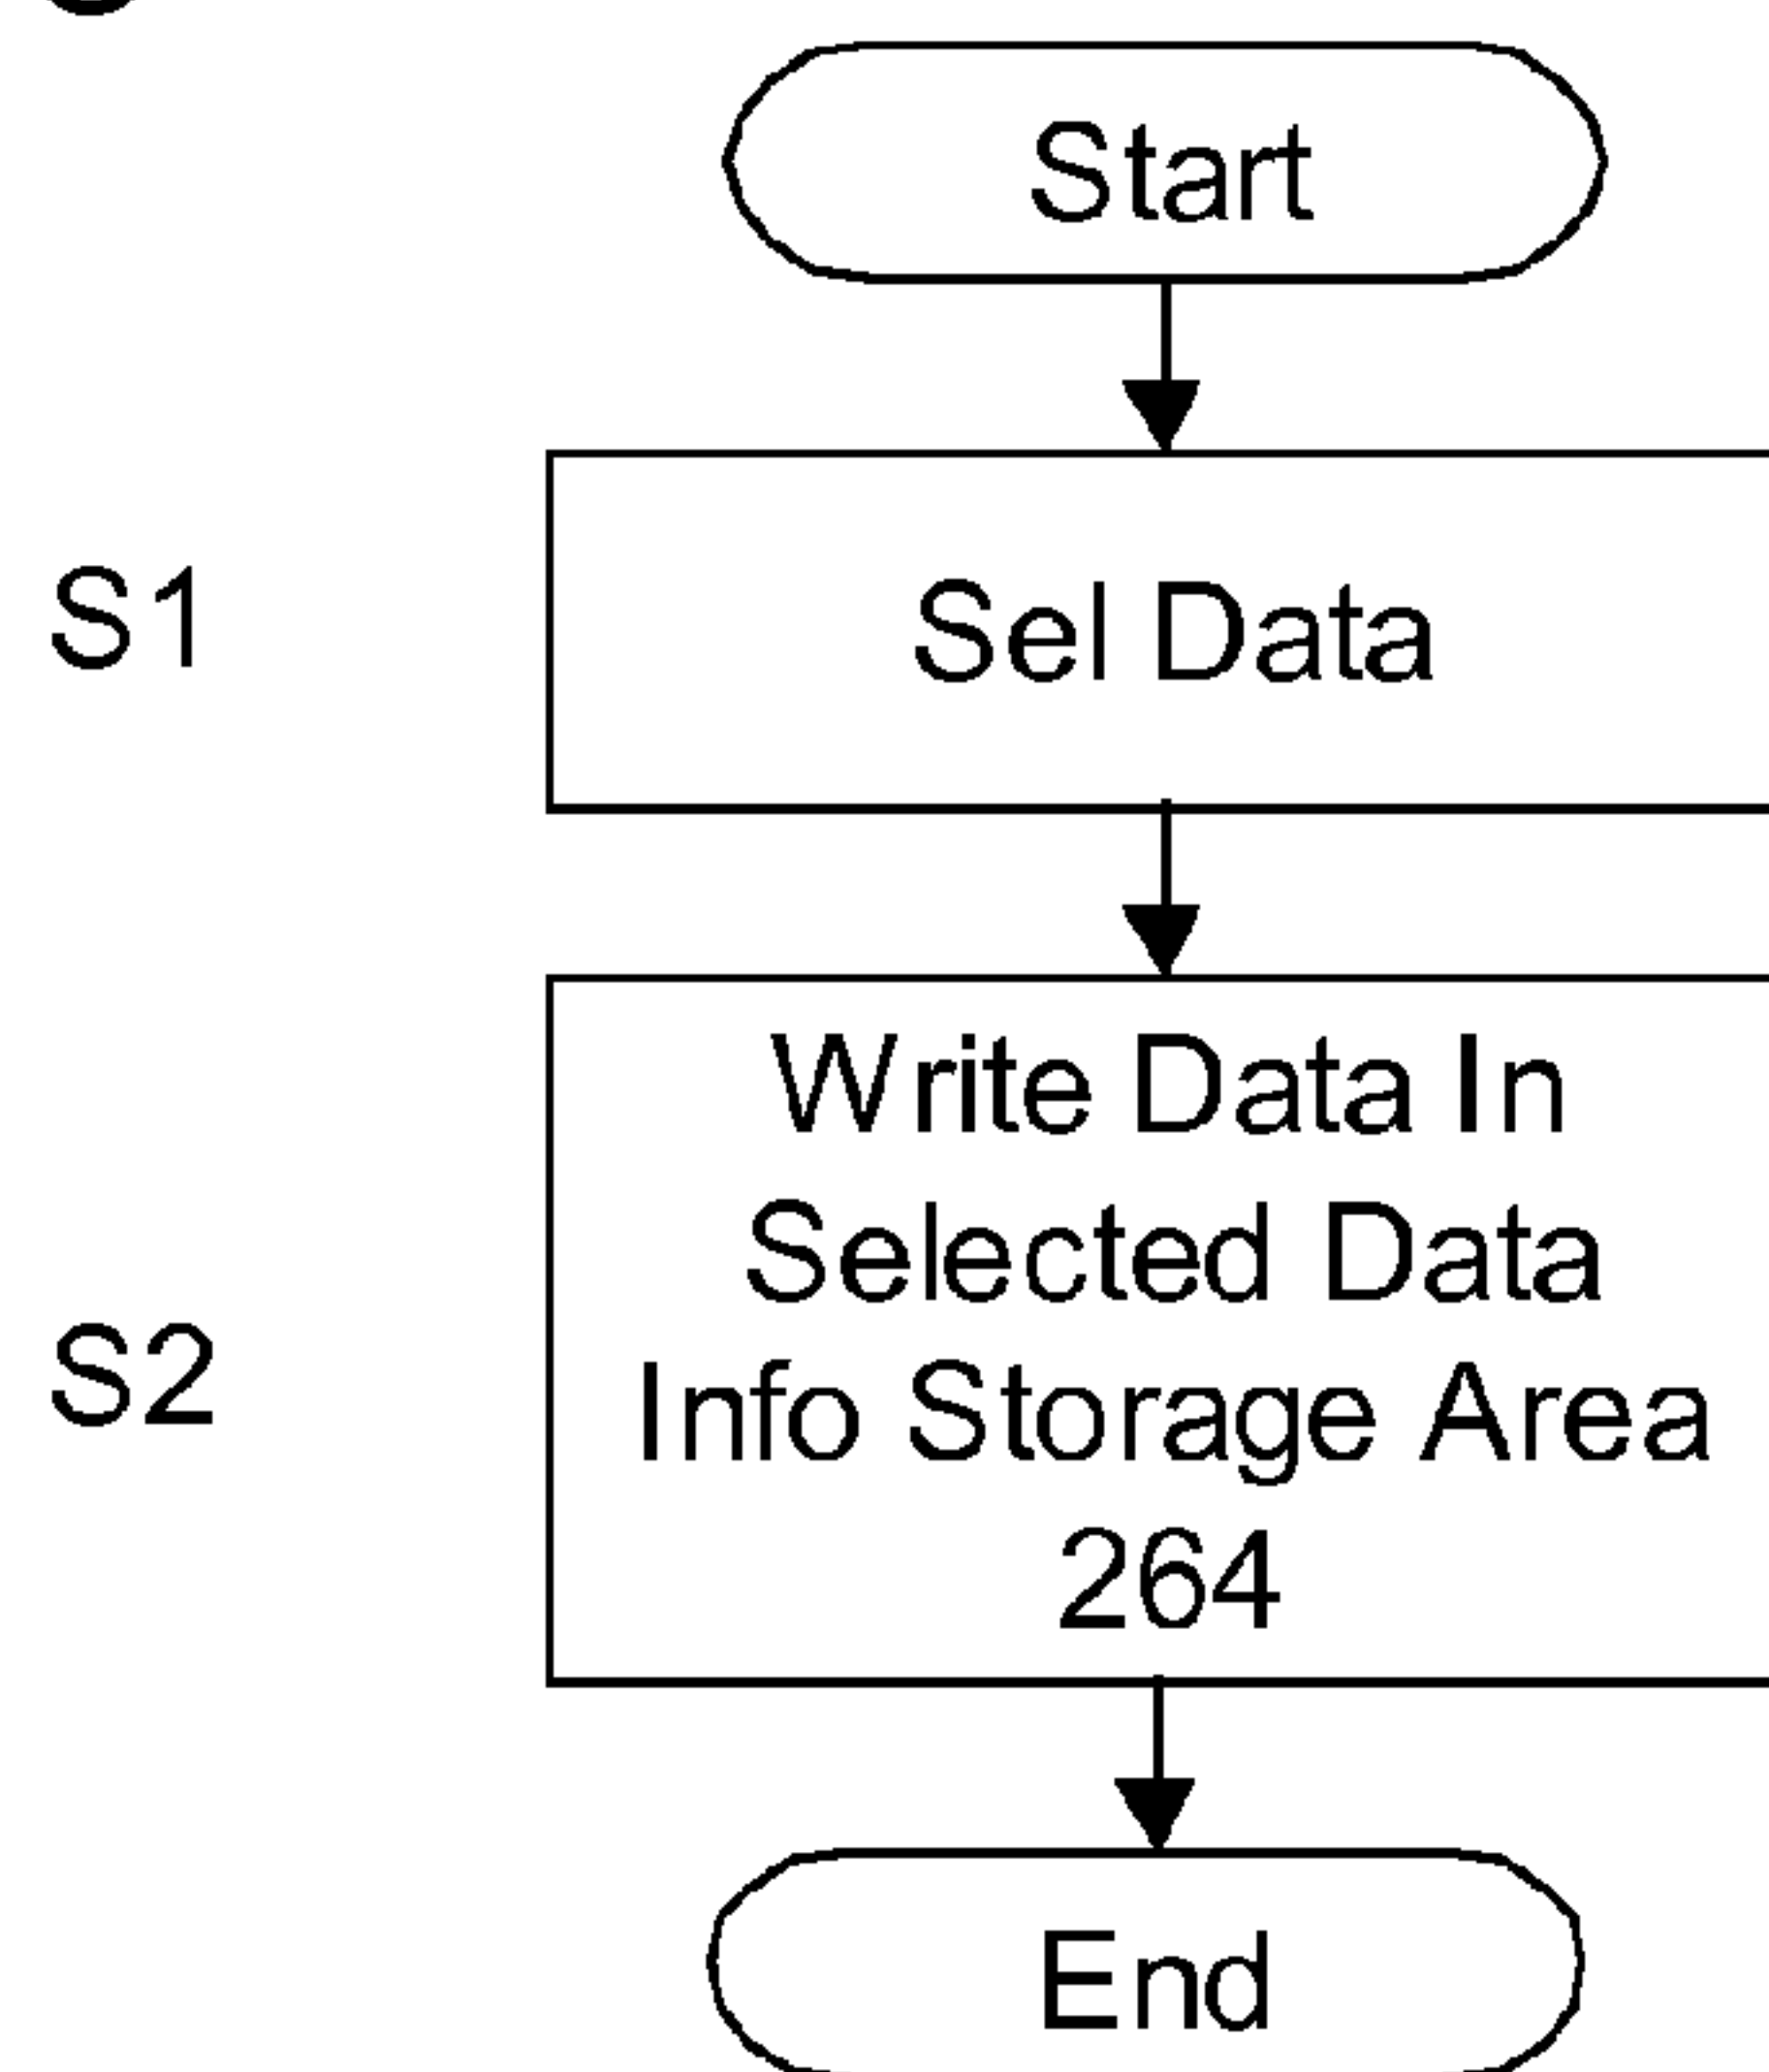 Start
S1
Sel Data
Write Data In
Selected Data
S2
Info Storage Area
264
End